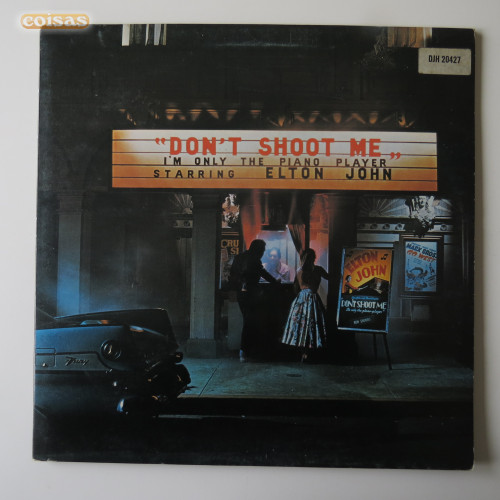 coisas
DJH 20427
"DON'T SHOOT ME„
I'M ONLY THE PIANO PLAYER
STARRING ELTON JOHN
ELTON
JOHN
DON'T SHOOT ME